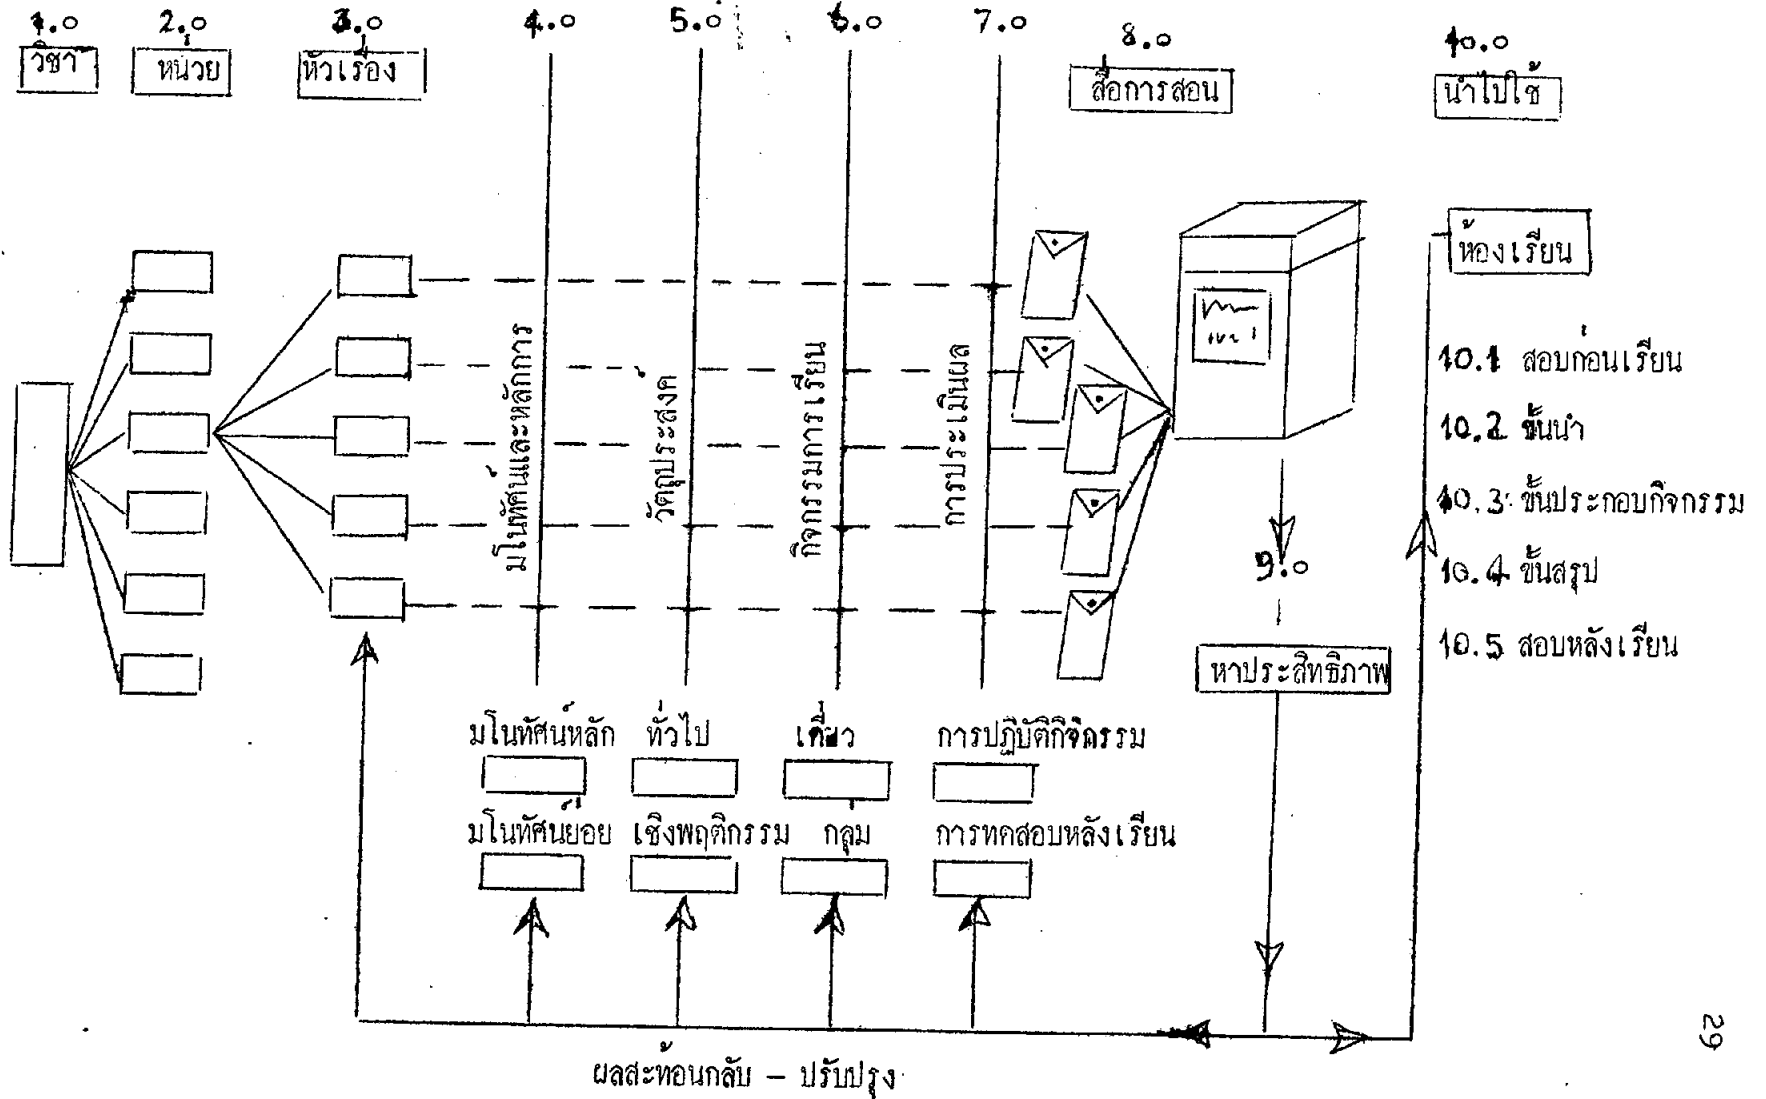 1.0 2.0 3.0 4.0 5.0 6.0 7.0 8.0 10.0
วิชา หน่วย หัวเรื่อง สื่อการสอน นำไปใช้
มโนทัศน์และหลักการ
วัตถุประสงค์
กิจกรรมการเรียน
การประเมินผล
ห้องเรียน
10.1 สอบก่อนเรียน
10.2 ขั้นนำ
10.3 ขั้นประกอบกิจกรรม
10.4 ขั้นสรุป
10.5 สอบหลังเรียน
9.0
หาประสิทธิภาพ
มโนทัศน์หลัก ทั่วไป เดี่ยว การปฏิบัติกิจกรรม
มโนทัศน์ย่อย เชิงพฤติกรรม กลุ่ม การทดสอบหลังเรียน
ผลสะท้อนกลับ – ปรับปรุง
29